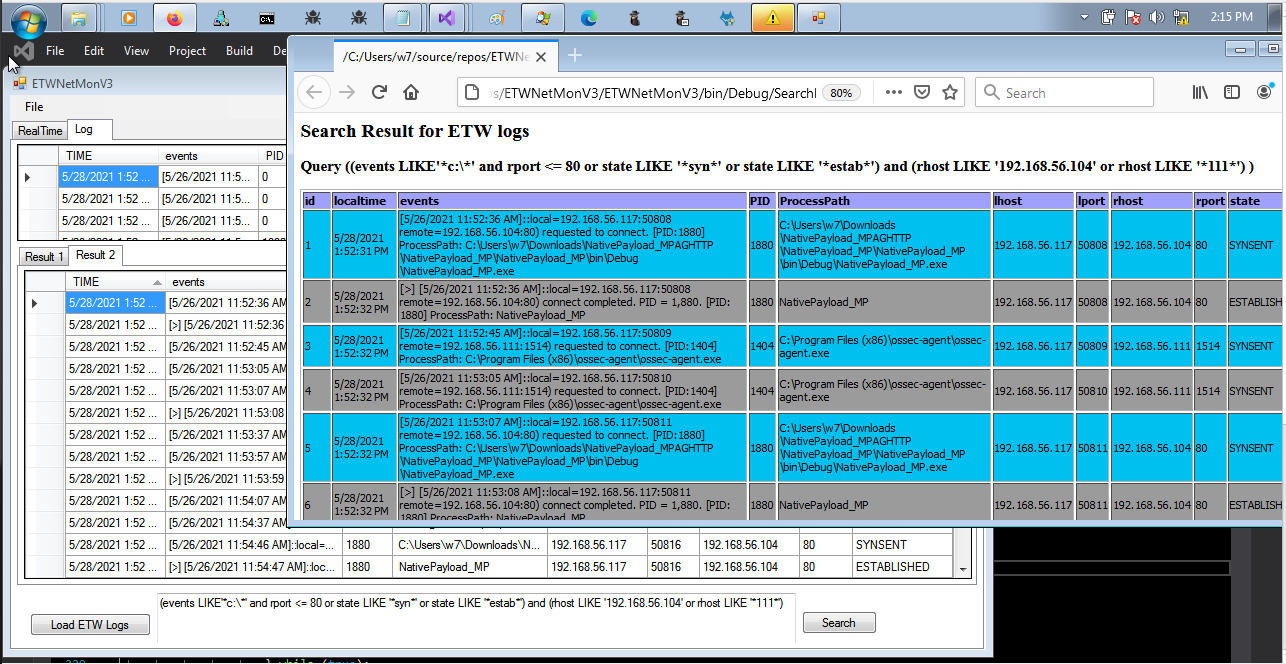 2:15 PM
File Edit View Project Build De
/C:/Users/w7/source/repos/ETWNe
ETWNetMonV3
File
s/ETWNetMonV3/ETWNetMonV3/bin/Debug/Searchl 80%
Search
RealTime Log
TIME events PID
5/28/2021 1:52 ... [5/26/2021 11:5... 0
5/28/2021 1:52 ... [5/26/2021 11:5... 0
5/28/2021 1:52 ... [5/26/2021 11:5... 0
Result 1 Result 2
TIME events
5/28/2021 1:52 ... [5/26/2021 11:52:36 AM
5/28/2021 1:52 ... [>] [5/26/2021 11:52:36
5/28/2021 1:52 ... [5/26/2021 11:52:45 AM
5/28/2021 1:52 ... [5/26/2021 11:53:05 AM
5/28/2021 1:52 ... [5/26/2021 11:53:07 AM
5/28/2021 1:52 ... [>] [5/26/2021 11:53:08
5/28/2021 1:52 ... [5/26/2021 11:53:37 AM
5/28/2021 1:52 ... [5/26/2021 11:53:57 AM
5/28/2021 1:52 ... [>] [5/26/2021 11:53:59
5/28/2021 1:52 ... [5/26/2021 11:54:07 AM
5/28/2021 1:52 ... [5/26/2021 11:54:37 AM
5/28/2021 1:52 ... [5/26/2021 11:54:46 AM]::local=... 1880 C:\Users\w7\Downloads\N... 192.168.56.117 50816 192.168.56.104 80 SYNSENT
5/28/2021 1:52 ... [>] [5/26/2021 11:54:47 AM]::loc... 1880 NativePayload_MP 192.168.56.117 50816 192.168.56.104 80 ESTABLISHED
(events LIKE'*c:\*' and rport <= 80 or state LIKE '*syn*' or state LIKE '*estab*') and (rhost LIKE '192.168.56.104' or rhost LIKE '*111*')
Load ETW Logs
Search
Search Result for ETW logs
Query ((events LIKE'*c:\*' and rport <= 80 or state LIKE '*syn*' or state LIKE '*estab*') and (rhost LIKE '192.168.56.104' or rhost LIKE '*111*') )
id localtime events PID ProcessPath lhost lport rhost rport state
1
5/28/2021
1:52:31 PM
[5/26/2021 11:52:36 AM]::local=192.168.56.117:50808
remote=192.168.56.104:80) requested to connect. [PID:1880]
ProcessPath: C:\Users\w7\Downloads\NativePayload_MPAGHTTP
\NativePayload_MP\NativePayload_MP\bin\Debug
\NativePayload_MP.exe
1880
C:\Users\w7\Downloads
\NativePayload_MPAGHTTP
\NativePayload_MP\NativePayload_MP
\bin\Debug\NativePayload_MP.exe
192.168.56.117 50808 192.168.56.104 80 SYNSENT
2
5/28/2021
1:52:32 PM
[>] [5/26/2021 11:52:36 AM]::local=192.168.56.117:50808
remote=192.168.56.104:80) connect completed. PID = 1,880. [PID:
1880] ProcessPath: NativePayload_MP
1880 NativePayload_MP 192.168.56.117 50808 192.168.56.104 80 ESTABLISH
3
5/28/2021
1:52:32 PM
[5/26/2021 11:52:45 AM]::local=192.168.56.117:50809
remote=192.168.56.111:1514) requested to connect. [PID:1404]
ProcessPath: C:\Program Files (x86)\ossec-agent\ossec-agent.exe
1404
C:\Program Files (x86)\ossec-agent\ossec-
agent.exe
192.168.56.117 50809 192.168.56.111 1514 SYNSENT
4
5/28/2021
1:52:32 PM
[5/26/2021 11:53:05 AM]::local=192.168.56.117:50810
remote=192.168.56.111:1514) requested to connect. [PID:1404]
ProcessPath: C:\Program Files (x86)\ossec-agent\ossec-agent.exe
1404
C:\Program Files (x86)\ossec-agent\ossec-
agent.exe
192.168.56.117 50810 192.168.56.111 1514 SYNSENT
5
5/28/2021
1:52:32 PM
[5/26/2021 11:53:07 AM]::local=192.168.56.117:50811
remote=192.168.56.104:80) requested to connect. [PID:1880]
ProcessPath: C:\Users\w7\Downloads\NativePayload_MPAGHTTP
\NativePayload_MP\NativePayload_MP\bin\Debug
\NativePayload_MP.exe
1880
C:\Users\w7\Downloads
\NativePayload_MPAGHTTP
\NativePayload_MP\NativePayload_MP
\bin\Debug\NativePayload_MP.exe
192.168.56.117 50811 192.168.56.104 80 SYNSENT
6
5/28/2021
1:52:32 PM
[>] [5/26/2021 11:53:08 AM]::local=192.168.56.117:50811
remote=192.168.56.104:80) connect completed. PID = 1,880. [PID:
1880] ProcessPath: NativePayload_MP
1880 NativePayload_MP 192.168.56.117 50811 192.168.56.104 80 ESTABLISH